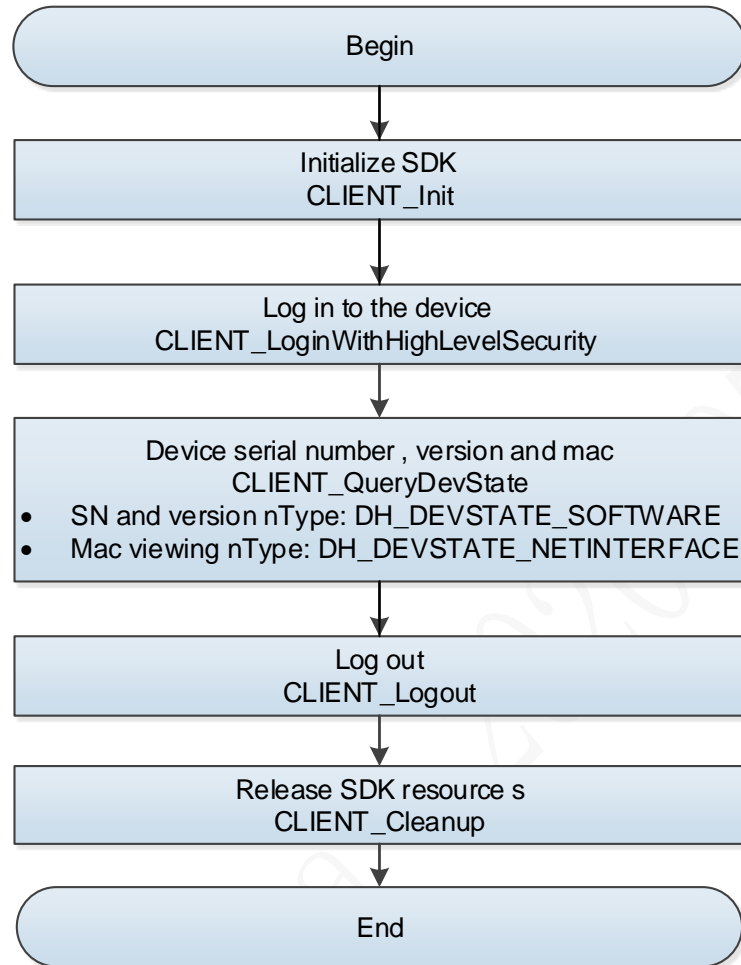 Begin
Initialize SDK
CLIENT_Init
Log in to the device
CLIENT_LoginWithHighLevelSecurity
Device serial number , version and mac
CLIENT_QueryDevState
• SN and version nType: DH_DEVSTATE_SOFTWARE
• Mac viewing nType: DH_DEVSTATE_NETINTERFACE
Log out
CLIENT_Logout
Release SDK resource s
CLIENT_Cleanup
End